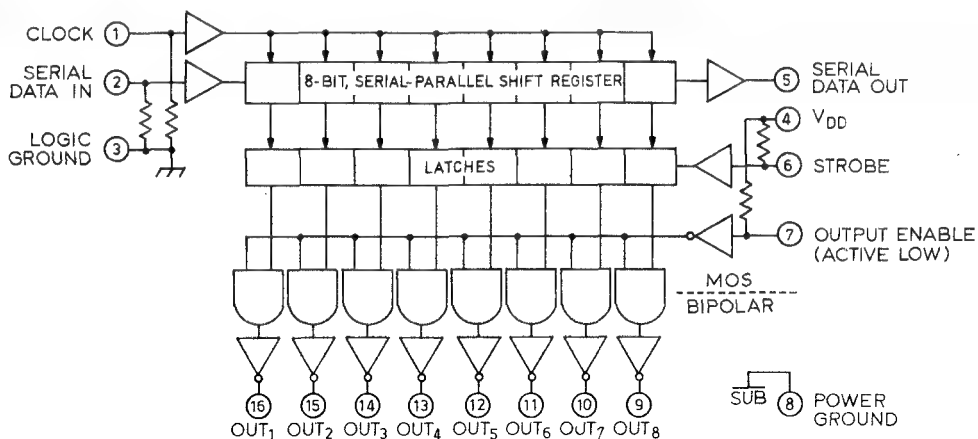 CLOCK 1
SERIAL
DATA IN 2
LOGIC
GROUND 3
8-BIT, SERIAL-PARALLEL SHIFT REGISTER
5 SERIAL
DATA OUT
4 VDD
LATCHES
6 STROBE
7 OUTPUT ENABLE
(ACTIVE LOW)
MOS
BIPOLAR
16 15 14 13 12 11 10 9
OUT1 OUT2 OUT3 OUT4 OUT5 OUT6 OUT7 OUT8
SUB
8 POWER
GROUND